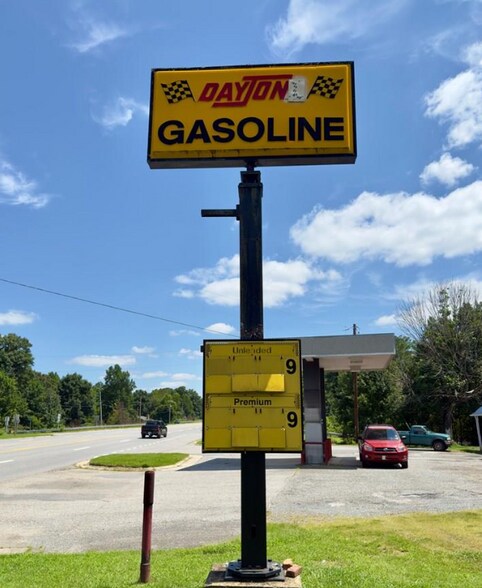 DAYTON
GASOLINE
Unleaded
9
Premium
9